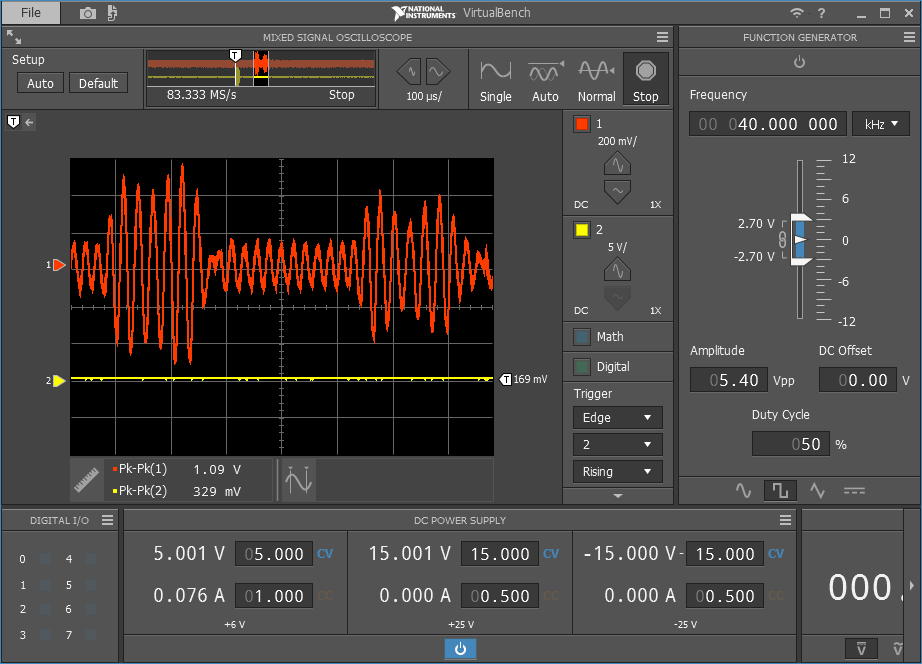 File
NATIONAL INSTRUMENTS VirtualBench
?
MIXED SIGNAL OSCILLOSCOPE
FUNCTION GENERATOR
Setup
Auto
Default
T
83.333 MS/s
Stop
100 µs/
Single
Auto
Normal
Stop
T
1
2
T 169 mV
Pk-Pk(1) 1.09 V
Pk-Pk(2) 329 mV
1
200 mV/
DC 1X
2
5 V/
DC 1X
Math
Digital
Trigger
Edge
2
Rising
Frequency
00 040.000 000 kHz
12
6
0
-6
-12
2.70 V
-2.70 V
Amplitude
05.40 Vpp
DC Offset
00.00 V
Duty Cycle
050 %
DIGITAL I/O
0 4
1 5
2 6
3 7
DC POWER SUPPLY
5.001 V 05.000 CV
0.076 A 01.000 CC
+6 V
15.001 V 15.000 CV
0.000 A 00.500 CC
+25 V
-15.000 V -15.000 CV
0.000 A 00.500 CC
-25 V
000.
V
V